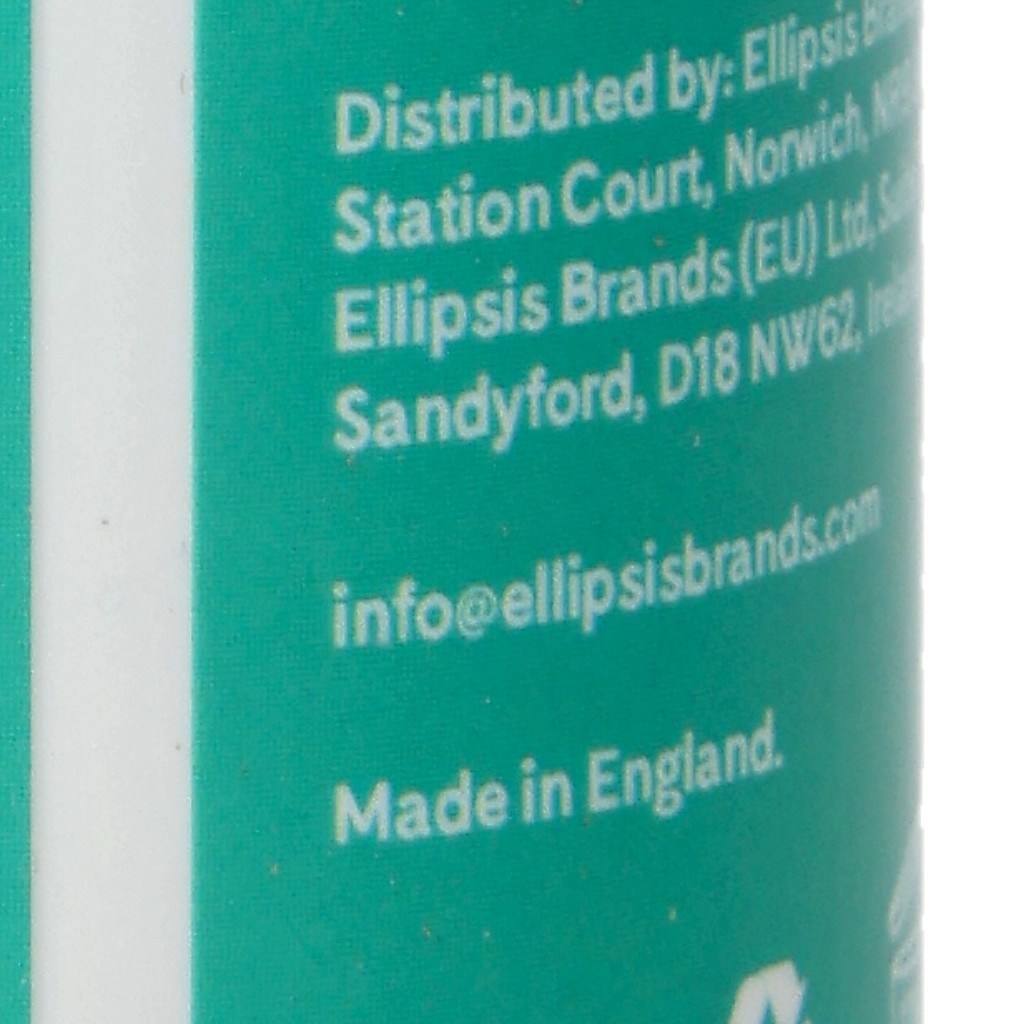 Distributed by: Ellipsis
Station Court, Norwich,
Ellipsis Brands (EU) Ltd,
Sandyford, D18 NW62,
info@ellipsisbrands.com
Made in England.